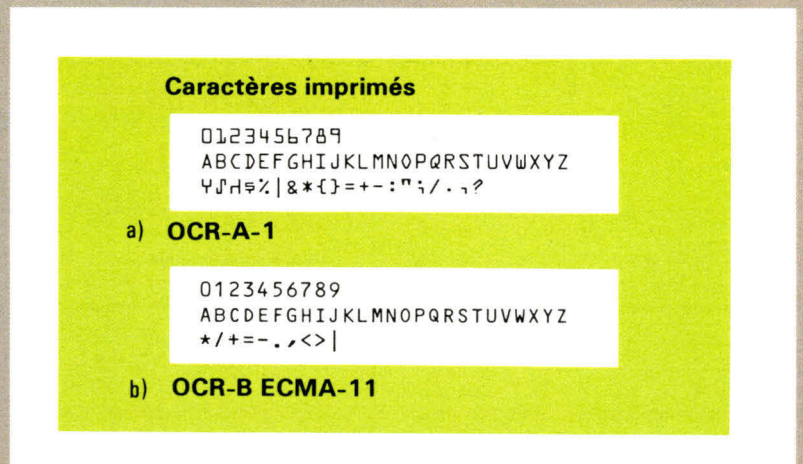 Caractères imprimés
0123456789
ABCDEFGHIJKLMNOPQRSTUVWXYZ
⑂⑀⑁$%|&*{}=+-:";/.,?
a) OCR-A-1
0123456789
ABCDEFGHIJKLMNOPQRSTUVWXYZ
*/+=-.,<>|
b) OCR-B ECMA-11